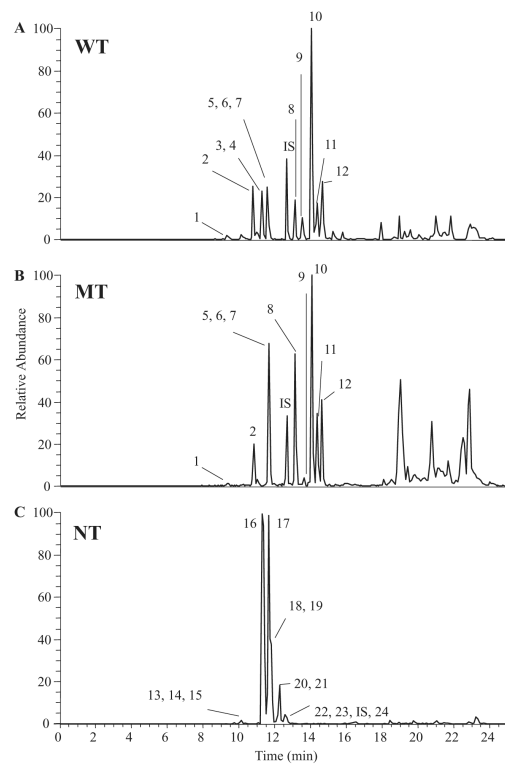 A
WT
100
80
60
40
20
0
1
2
3, 4
5, 6, 7
IS
8
9
10
11
12
B
MT
100
80
60
40
20
0
1
2
5, 6, 7
8
IS
9
10
11
12
Relative Abundance
C
NT
100
80
60
40
20
0
13, 14, 15
16
17
18, 19
20, 21
22, 23, IS, 24
0 2 4 6 8 10 12 14 16 18 20 22 24
Time (min)